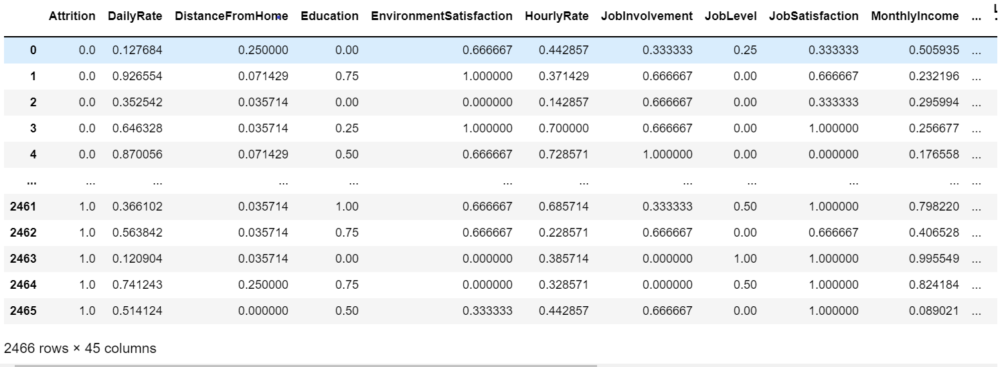 Attrition DailyRate DistanceFromHome Education EnvironmentSatisfaction HourlyRate JobInvolvement JobLevel JobSatisfaction MonthlyIncome ...
0 0.0 0.127684 0.250000 0.00 0.666667 0.442857 0.333333 0.25 0.333333 0.505935 ...
1 0.0 0.926554 0.071429 0.75 1.000000 0.371429 0.666667 0.00 0.666667 0.232196 ...
2 0.0 0.352542 0.035714 0.00 0.000000 0.142857 0.666667 0.00 0.333333 0.295994 ...
3 0.0 0.646328 0.035714 0.25 1.000000 0.700000 0.666667 0.00 1.000000 0.256677 ...
4 0.0 0.870056 0.071429 0.50 0.666667 0.728571 1.000000 0.00 0.000000 0.176558 ...
... ... ... ... ... ... ... ... ... ... ... ...
2461 1.0 0.366102 0.035714 1.00 0.666667 0.685714 0.333333 0.50 1.000000 0.798220 ...
2462 1.0 0.563842 0.035714 0.75 0.666667 0.228571 0.666667 0.00 0.666667 0.406528 ...
2463 1.0 0.120904 0.035714 0.00 0.000000 0.385714 0.000000 1.00 1.000000 0.995549 ...
2464 1.0 0.741243 0.250000 0.75 0.000000 0.328571 0.000000 0.50 1.000000 0.824184 ...
2465 1.0 0.514124 0.000000 0.50 0.333333 0.442857 0.666667 0.00 1.000000 0.089021 ...
2466 rows × 45 columns